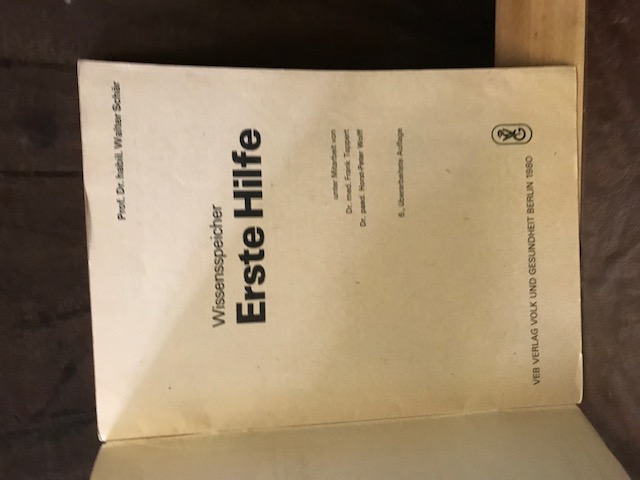 Prof. Dr. habil. Walter Schär
Wissensspeicher
Erste Hilfe
unter Mitarbeit von
Dr. med. Frank Tappert
Dr. paed. Horst-Peter Wolff
6., überarbeitete Auflage
VEB VERLAG VOLK UND GESUNDHEIT BERLIN 1980